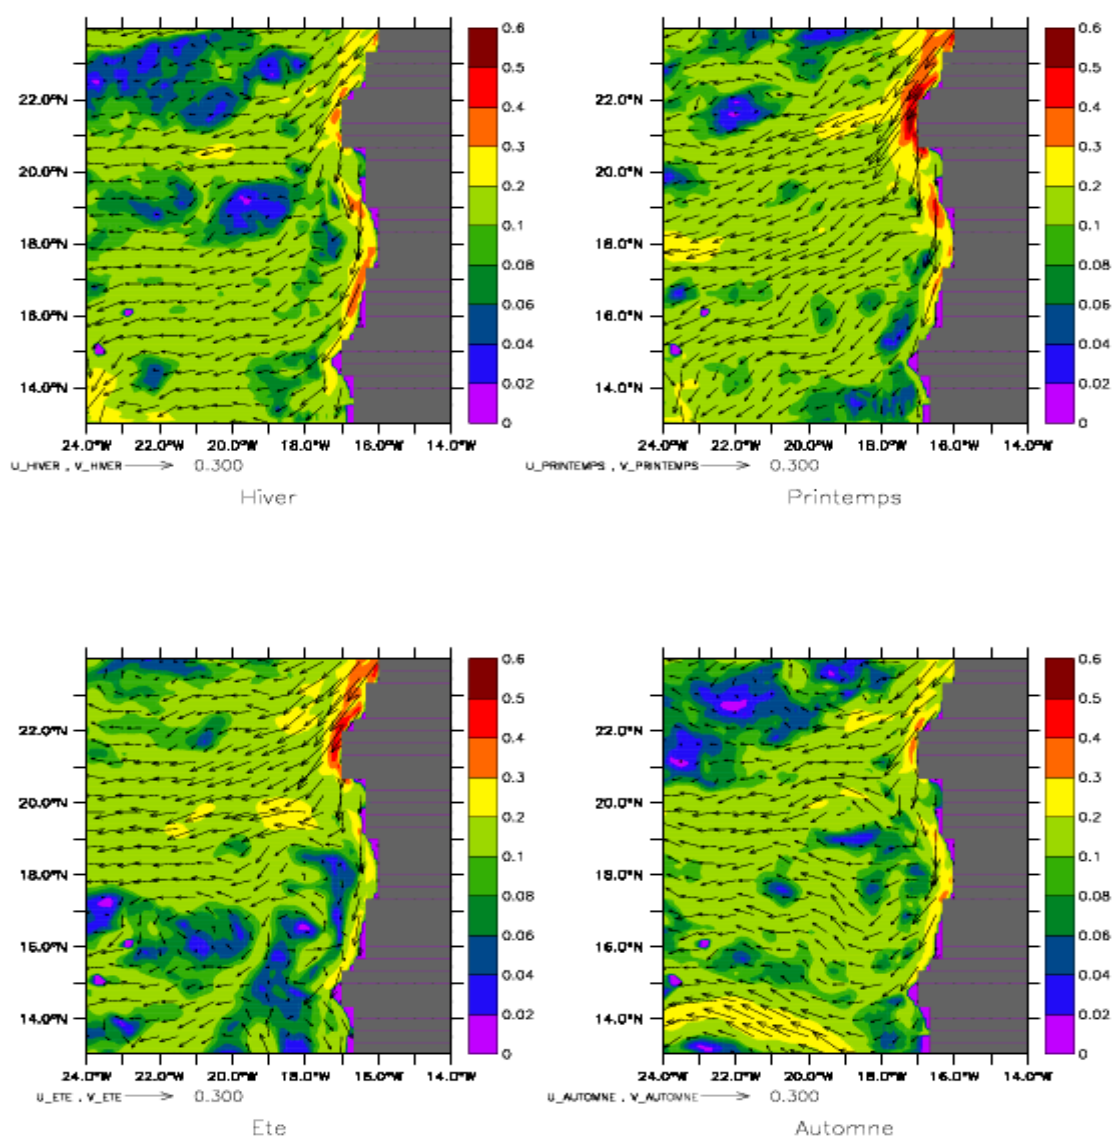 0.6
0.5
0.4
0.3
0.2
0.1
0.08
0.06
0.04
0.02
0
22.0°N
20.0°N
18.0°N
16.0°N
14.0°N
24.0°W 22.0°W 20.0°W 18.0°W 16.0°W 14.0°W
U_HIVER , V_HIVER 0.300
Hiver
0.6
0.5
0.4
0.3
0.2
0.1
0.08
0.06
0.04
0.02
0
22.0°N
20.0°N
18.0°N
16.0°N
14.0°N
24.0°W 22.0°W 20.0°W 18.0°W 16.0°W 14.0°W
U_PRINTEMPS , V_PRINTEMPS 0.300
Printemps
0.6
0.5
0.4
0.3
0.2
0.1
0.08
0.06
0.04
0.02
0
22.0°N
20.0°N
18.0°N
16.0°N
14.0°N
24.0°W 22.0°W 20.0°W 18.0°W 16.0°W 14.0°W
U_ETE , V_ETE 0.300
Ete
0.6
0.5
0.4
0.3
0.2
0.1
0.08
0.06
0.04
0.02
0
22.0°N
20.0°N
18.0°N
16.0°N
14.0°N
24.0°W 22.0°W 20.0°W 18.0°W 16.0°W 14.0°W
U_AUTOMNE , V_AUTOMNE 0.300
Automne